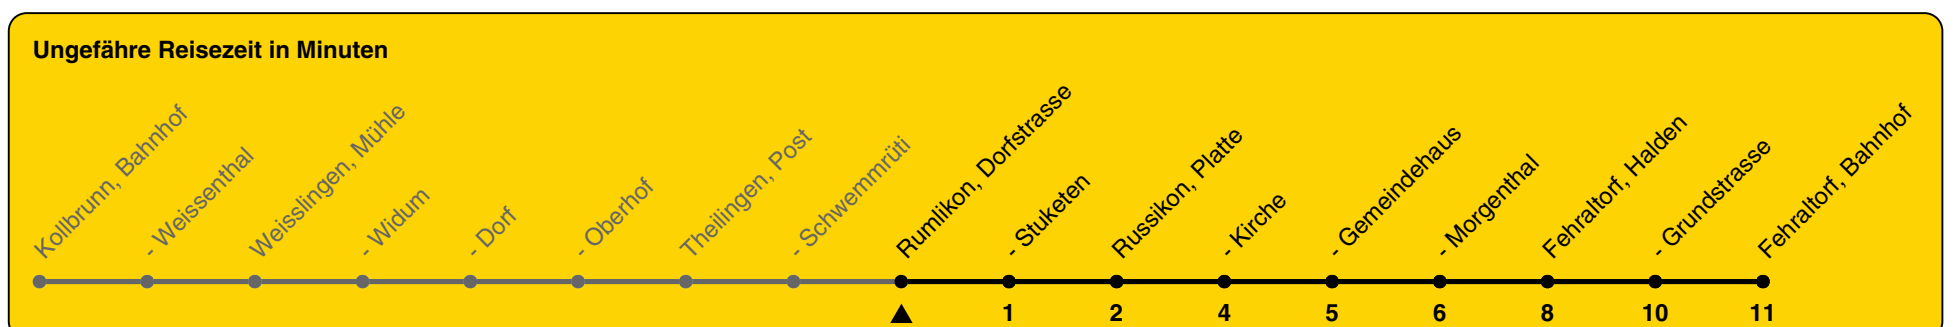 Ungefähre Reisezeit in Minuten
Kollbrunn, Bahnhof
- Weissenthal
Weisslingen, Mühle
- Widum
- Dorf
- Oberhof
Theilingen, Post
- Schwemmrüti
Rumlikon, Dorfstrasse
- Stuketen
Russikon, Platte
- Kirche
- Gemeindehaus
- Morgenthal
Fehraltorf, Halden
- Grundstrasse
Fehraltorf, Bahnhof
1 2 4 5 6 8 10 11